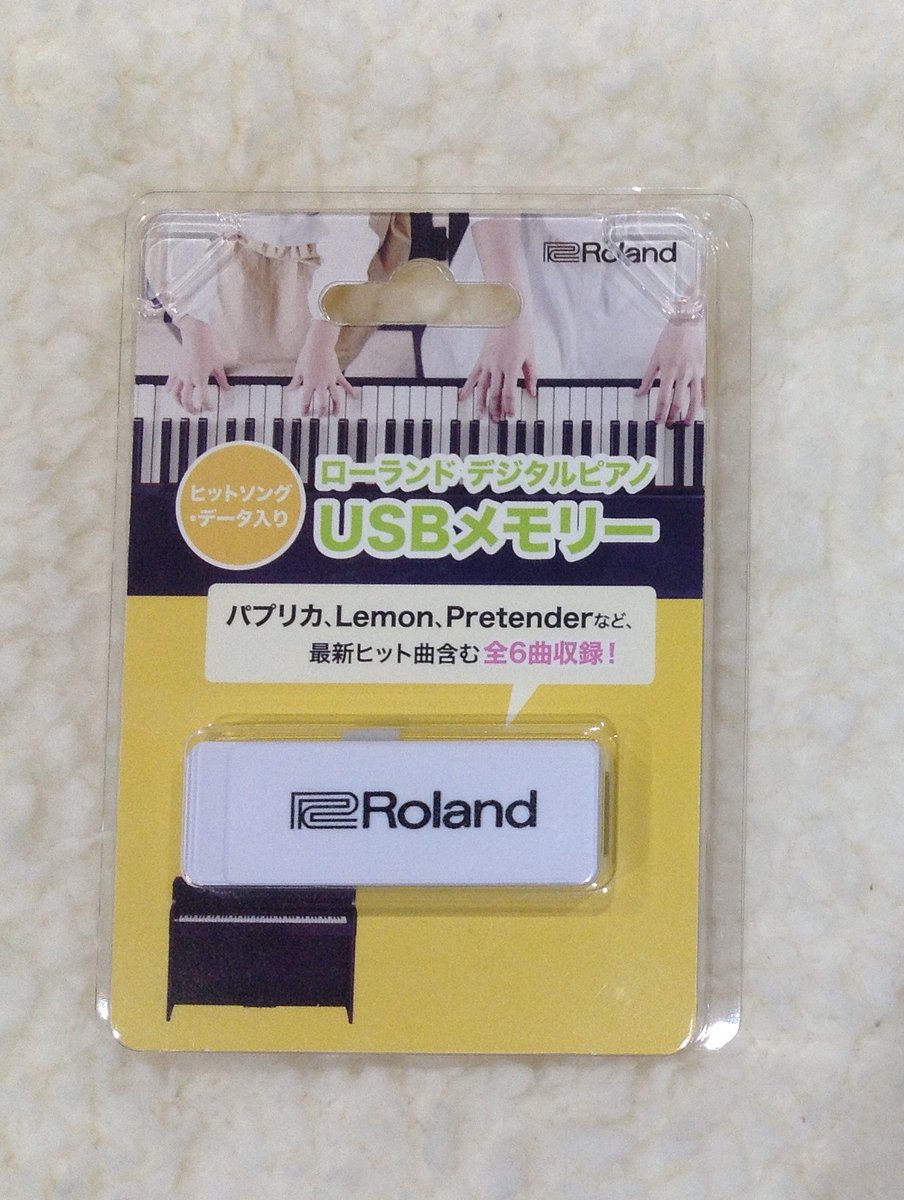 Roland
ヒットソング
・データ入り
ローランド デジタルピアノ
USBメモリー
パプリカ、Lemon、Pretenderなど、
最新ヒット曲含む 全6曲収録！
Roland